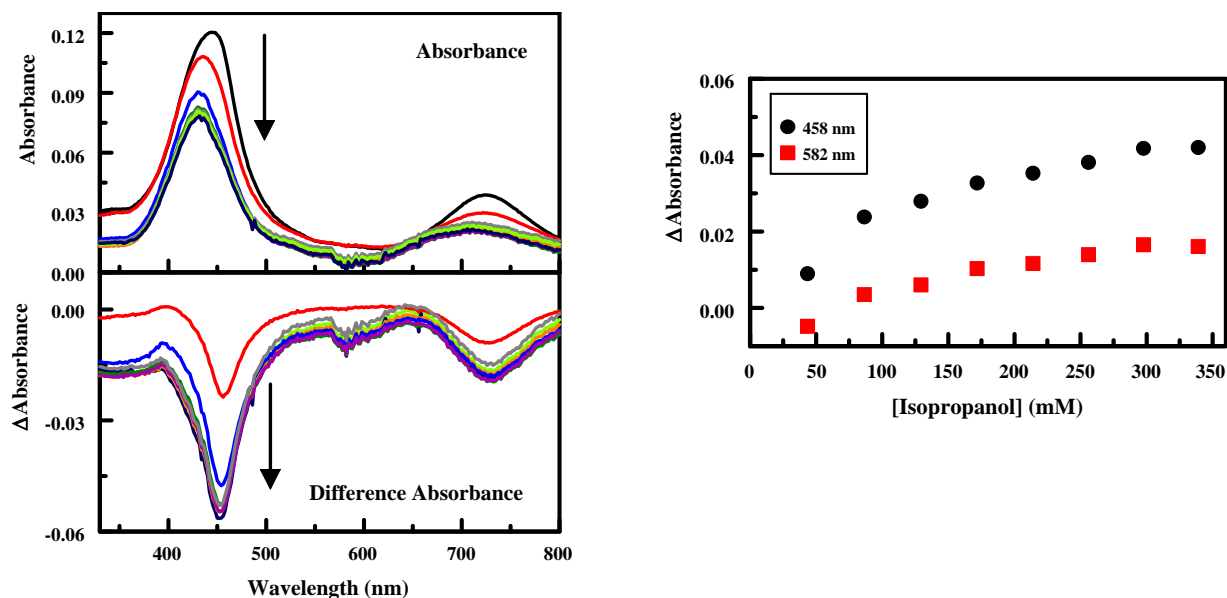 0.12
Absorbance
0.09
Absorbance
0.06
0.03
0.00
0.00
ΔAbsorbance
-0.03
Difference Absorbance
-0.06
400 500 600 700 800
Wavelength (nm)
0.06
458 nm
582 nm
ΔAbsorbance
0.04
0.02
0.00
0 50 100 150 200 250 300 350
[Isopropanol] (mM)